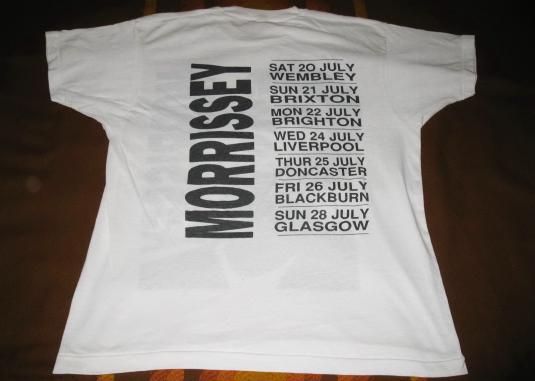 MORRISSEY
SAT 20 JULY
WEMBLEY
SUN 21 JULY
BRIXTON
MON 22 JULY
BRIGHTON
WED 24 JULY
LIVERPOOL
THUR 25 JULY
DONCASTER
FRI 26 JULY
BLACKBURN
SUN 28 JULY
GLASGOW